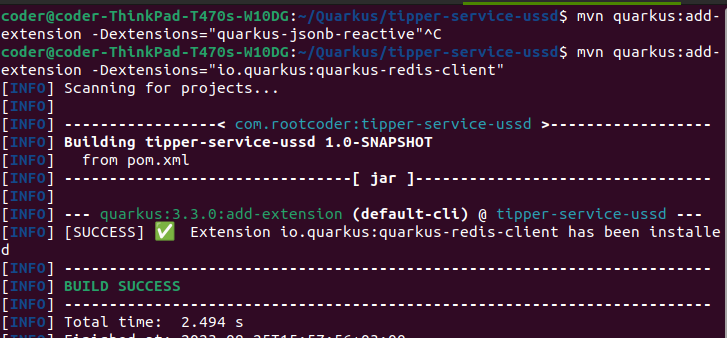 coder@coder-ThinkPad-T470s-W10DG:~/Quarkus/tipper-service-ussd$ mvn quarkus:add-
extension -Dextensions="quarkus-jsonb-reactive"^C
coder@coder-ThinkPad-T470s-W10DG:~/Quarkus/tipper-service-ussd$ mvn quarkus:add-
extension -Dextensions="io.quarkus:quarkus-redis-client"
[INFO] Scanning for projects...
[INFO]
[INFO] -----------------< com.rootcoder:tipper-service-ussd >------------------
[INFO] Building tipper-service-ussd 1.0-SNAPSHOT
[INFO]   from pom.xml
[INFO] --------------------------------[ jar ]---------------------------------
[INFO]
[INFO] --- quarkus:3.3.0:add-extension (default-cli) @ tipper-service-ussd ---
[INFO] [SUCCESS] ✅  Extension io.quarkus:quarkus-redis-client has been installe
d
[INFO] ------------------------------------------------------------------------
[INFO] BUILD SUCCESS
[INFO] ------------------------------------------------------------------------
[INFO] Total time:  2.494 s
[INFO] Finished at: